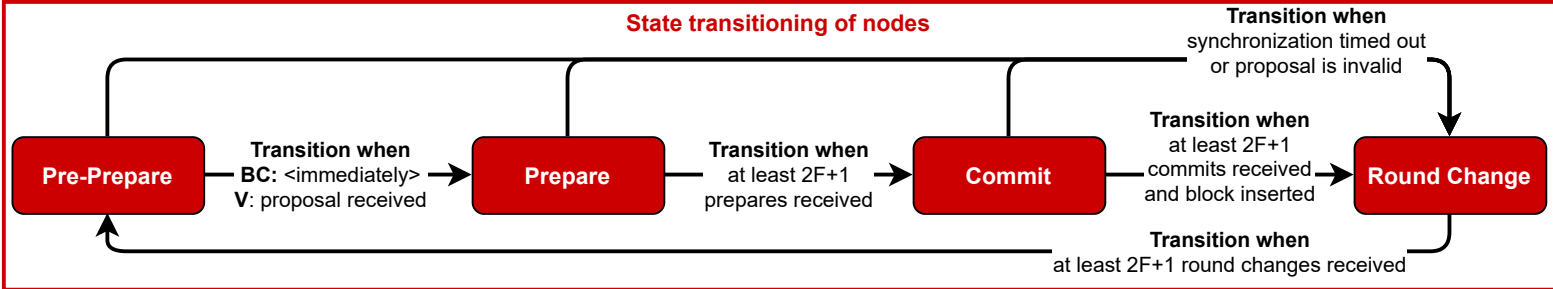 State transitioning of nodes
Transition when
synchronization timed out
or proposal is invalid
Pre-Prepare
Transition when
BC: <immediately>
V: proposal received
Prepare
Transition when
at least 2F+1
prepares received
Commit
Transition when
at least 2F+1
commits received
and block inserted
Round Change
Transition when
at least 2F+1 round changes received